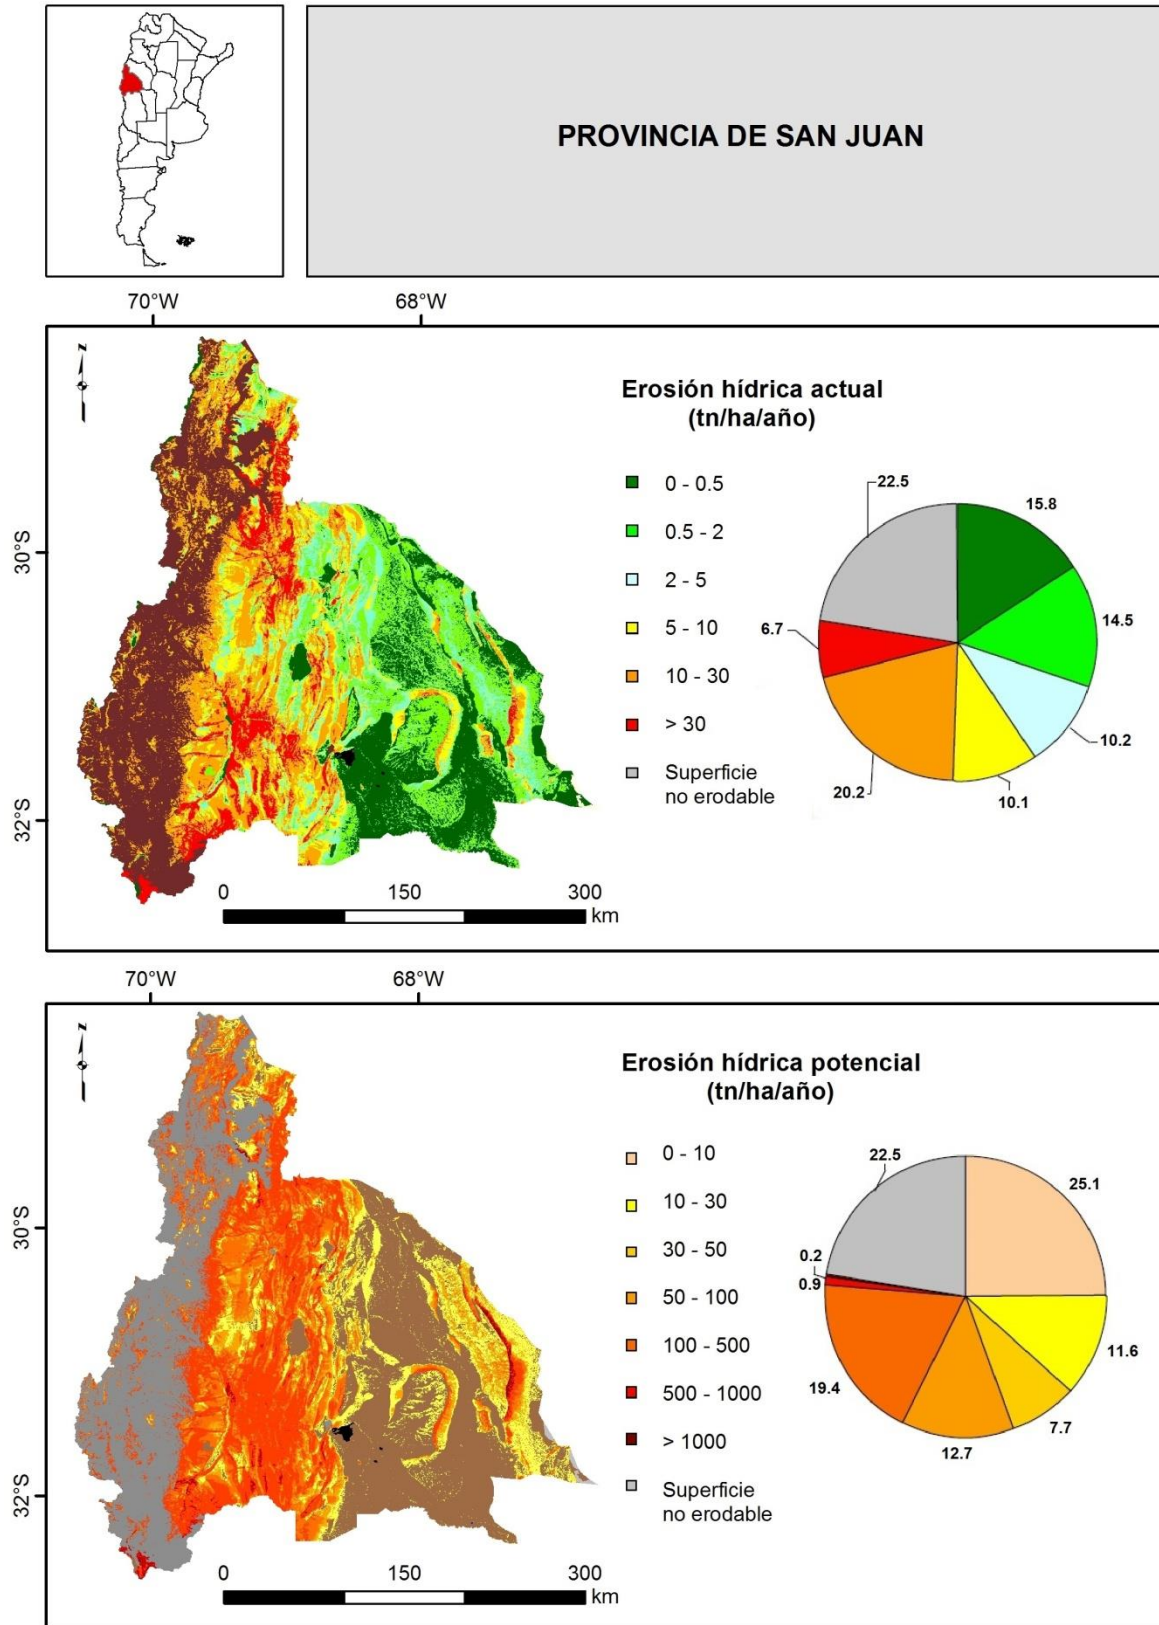 PROVINCIA DE SAN JUAN
70°W
68°W
N
30°S
32°S
Erosión hídrica actual
(tn/ha/año)
0 - 0.5
0.5 - 2
2 - 5
5 - 10
10 - 30
> 30
Superficie
no erodable
22.5
15.8
14.5
10.2
10.1
20.2
6.7
0
150
300
km
70°W
68°W
N
30°S
32°S
Erosión hídrica potencial
(tn/ha/año)
0 - 10
10 - 30
30 - 50
50 - 100
100 - 500
500 - 1000
> 1000
Superficie
no erodable
22.5
25.1
11.6
7.7
12.7
19.4
0.9
0.2
0
150
300
km